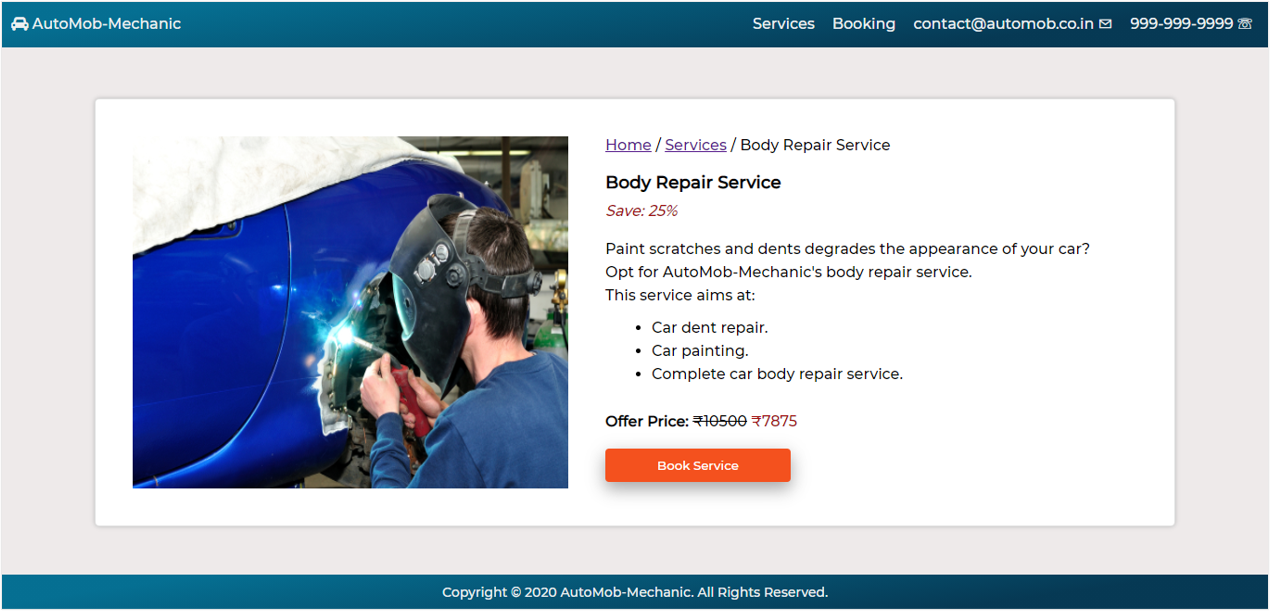 AutoMob-Mechanic
Services Booking contact@automob.co.in 999-999-9999
Home / Services / Body Repair Service
Body Repair Service
Save: 25%
Paint scratches and dents degrades the appearance of your car?
Opt for AutoMob-Mechanic's body repair service.
This service aims at:
• Car dent repair.
• Car painting.
• Complete car body repair service.
Offer Price: ₹10500 ₹7875
Book Service
Copyright © 2020 AutoMob-Mechanic. All Rights Reserved.